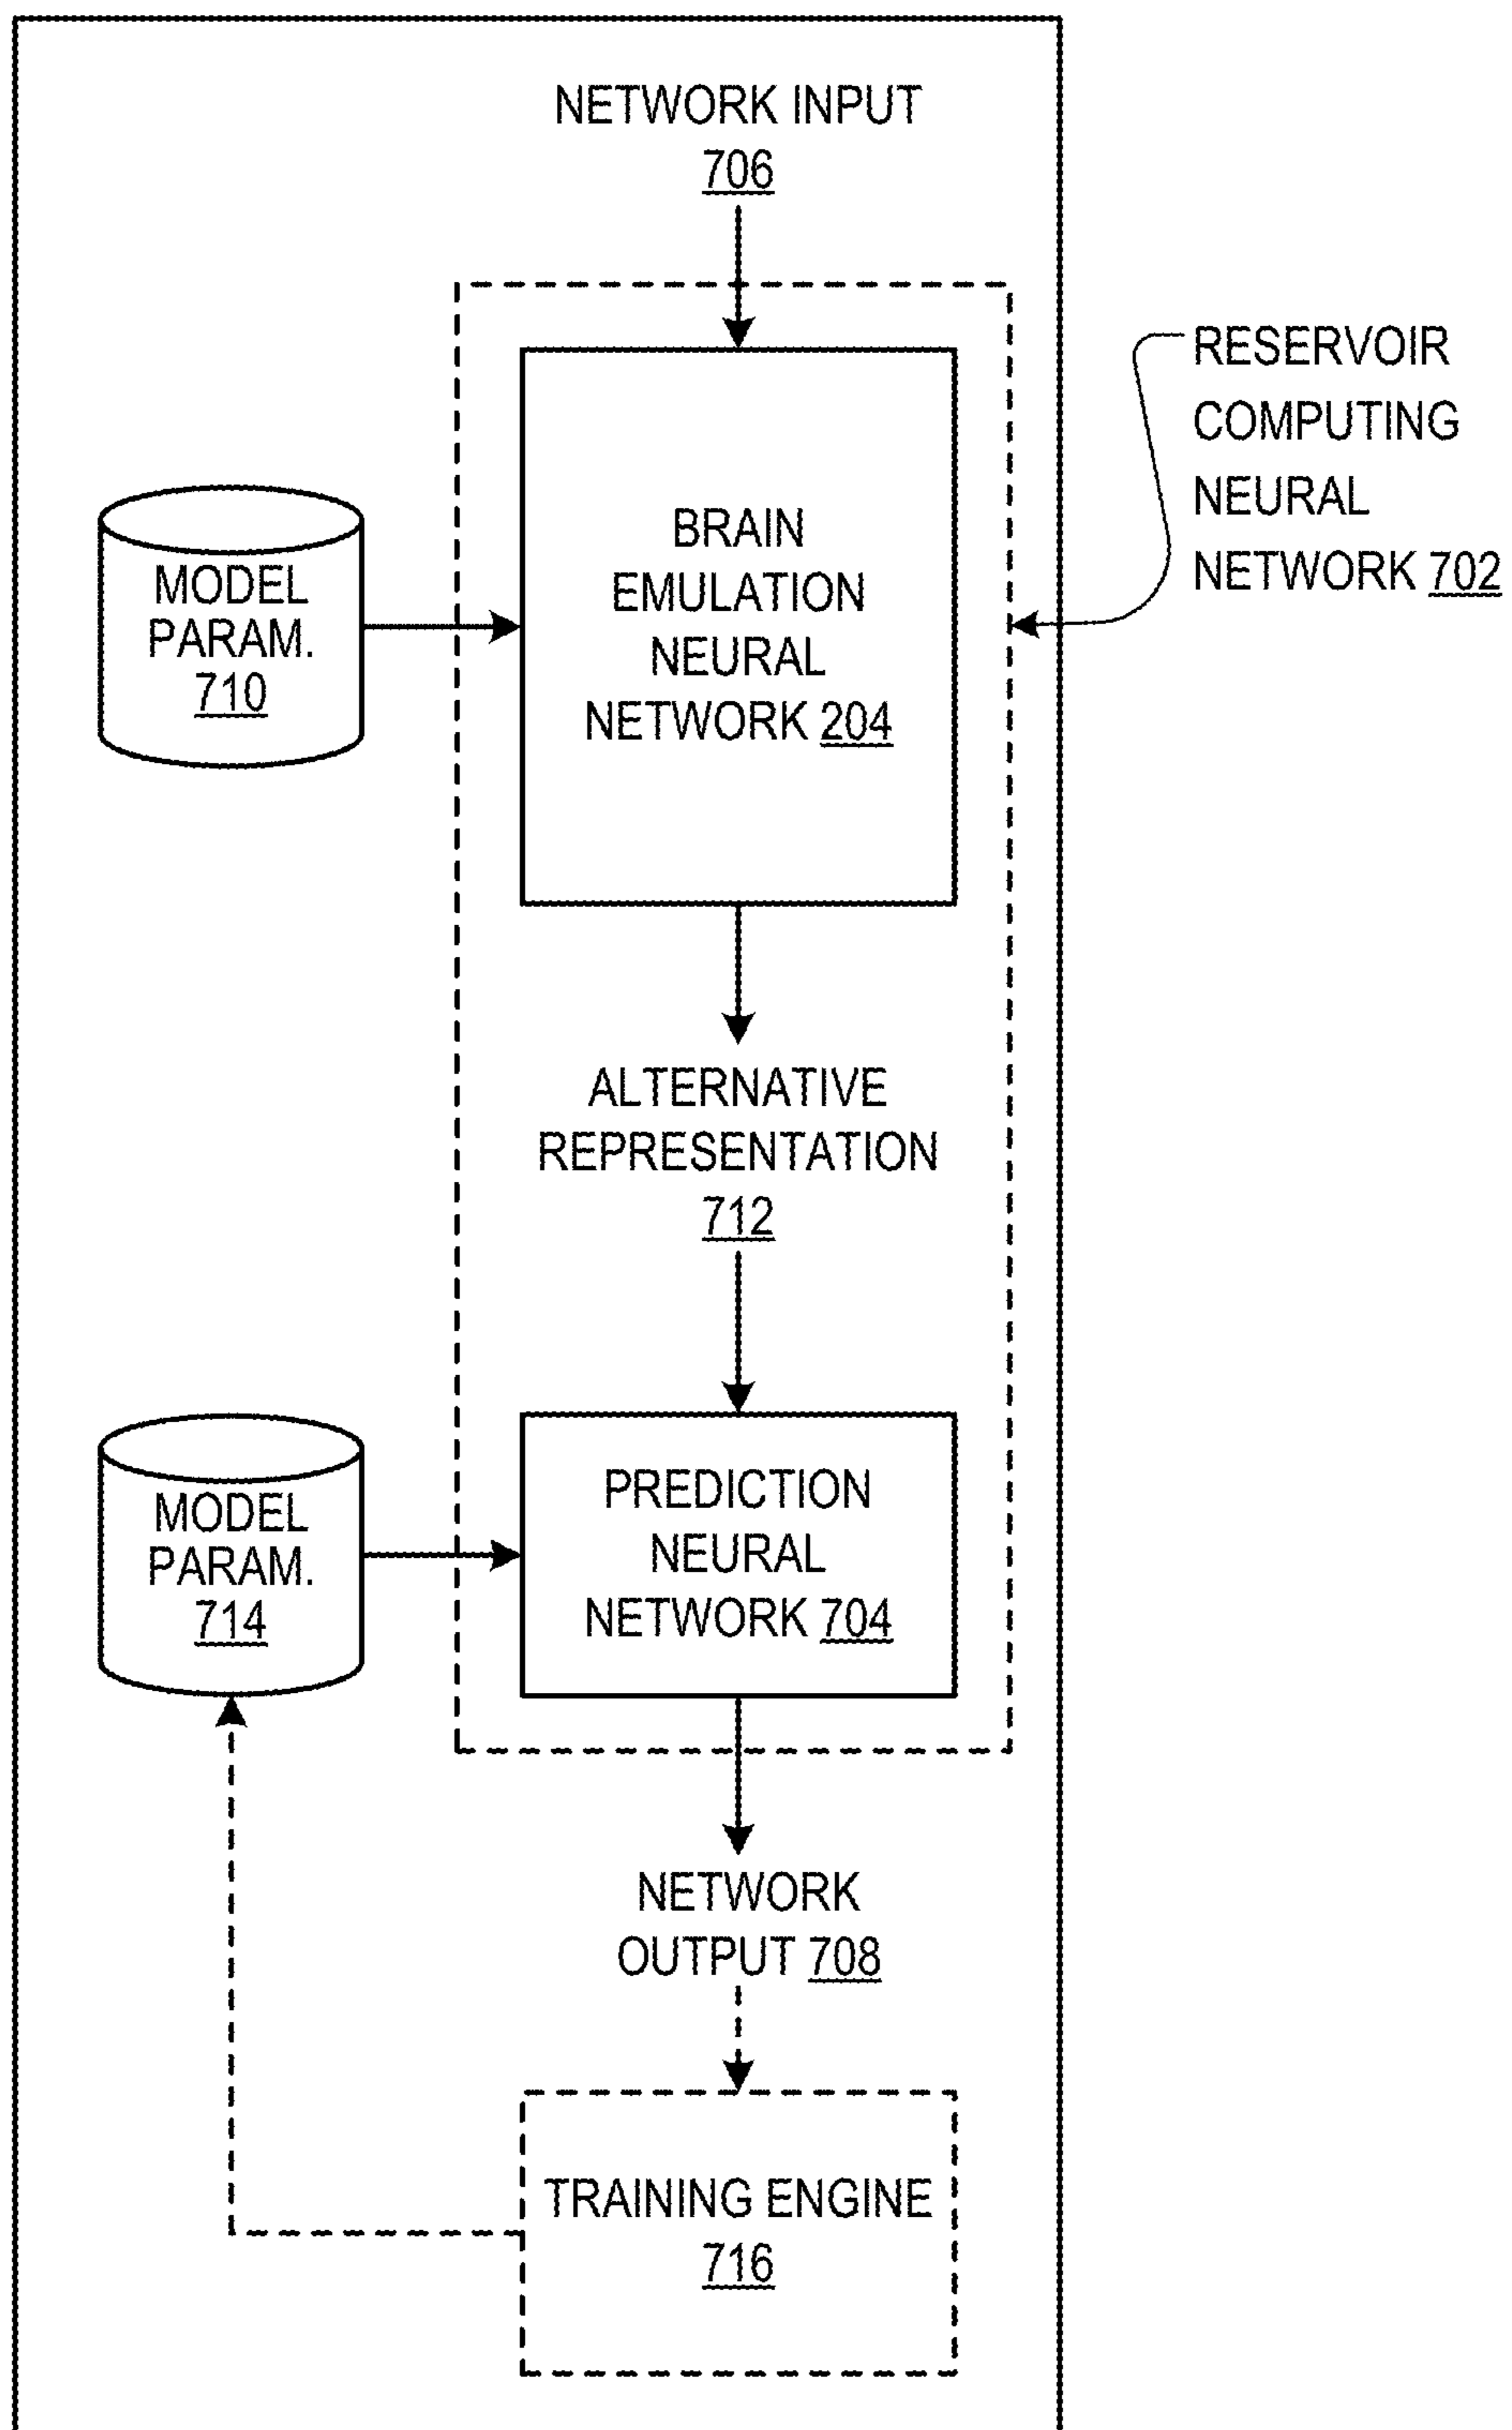 NETWORK INPUT
706
RESERVOIR
COMPUTING
NEURAL
NETWORK 702
BRAIN
EMULATION
NEURAL
NETWORK 204
MODEL
PARAM.
710
ALTERNATIVE
REPRESENTATION
712
PREDICTION
NEURAL
NETWORK 704
MODEL
PARAM.
714
NETWORK
OUTPUT 708
TRAINING ENGINE
716